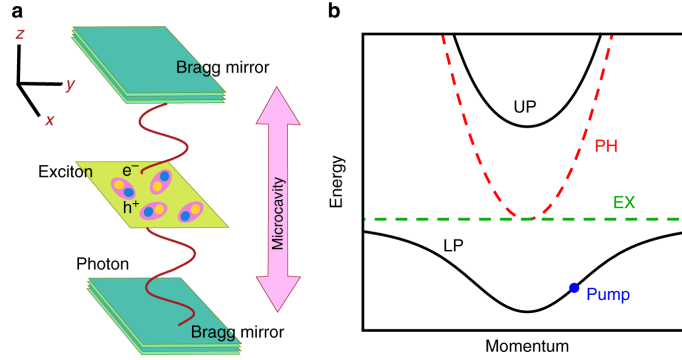 a
z
y
x
Bragg mirror
Exciton
e⁻
h⁺
Microcavity
Photon
Bragg mirror
b
Energy
UP
PH
EX
LP
Pump
Momentum